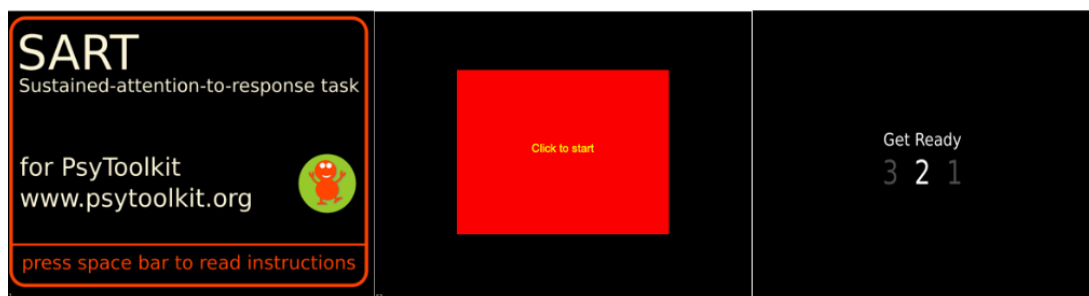 SART
Sustained-attention-to-response task
for PsyToolkit
www.psytoolkit.org
press space bar to read instructions
Click to start
Get Ready
3 2 1